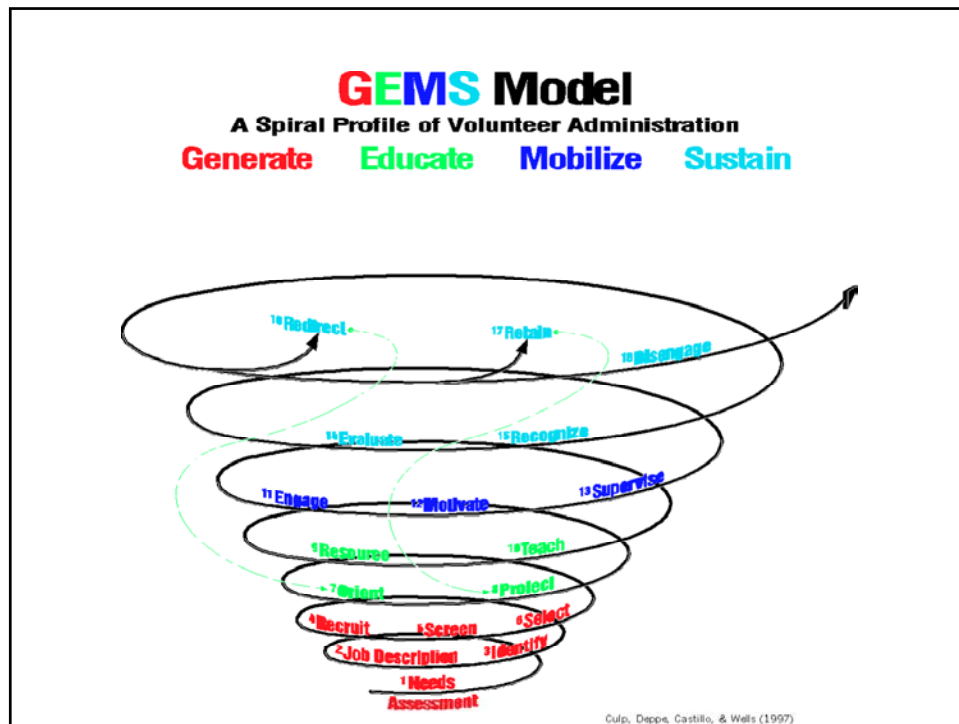 GEMS Model
A Spiral Profile of Volunteer Administration
Generate Educate Mobilize Sustain
16 Redirect 17 Retain
18 Disengage
14 Evaluate 15 Recognize
11 Engage 12 Motivate 13 Supervise
9 Resource 10 Teach
7 Orient 8 Protect
4 Recruit 5 Screen 6 Select
2 Job Description 3 Identify
1 Needs
Assessment
Culp, Deppe, Castillo, & Wells (1997)